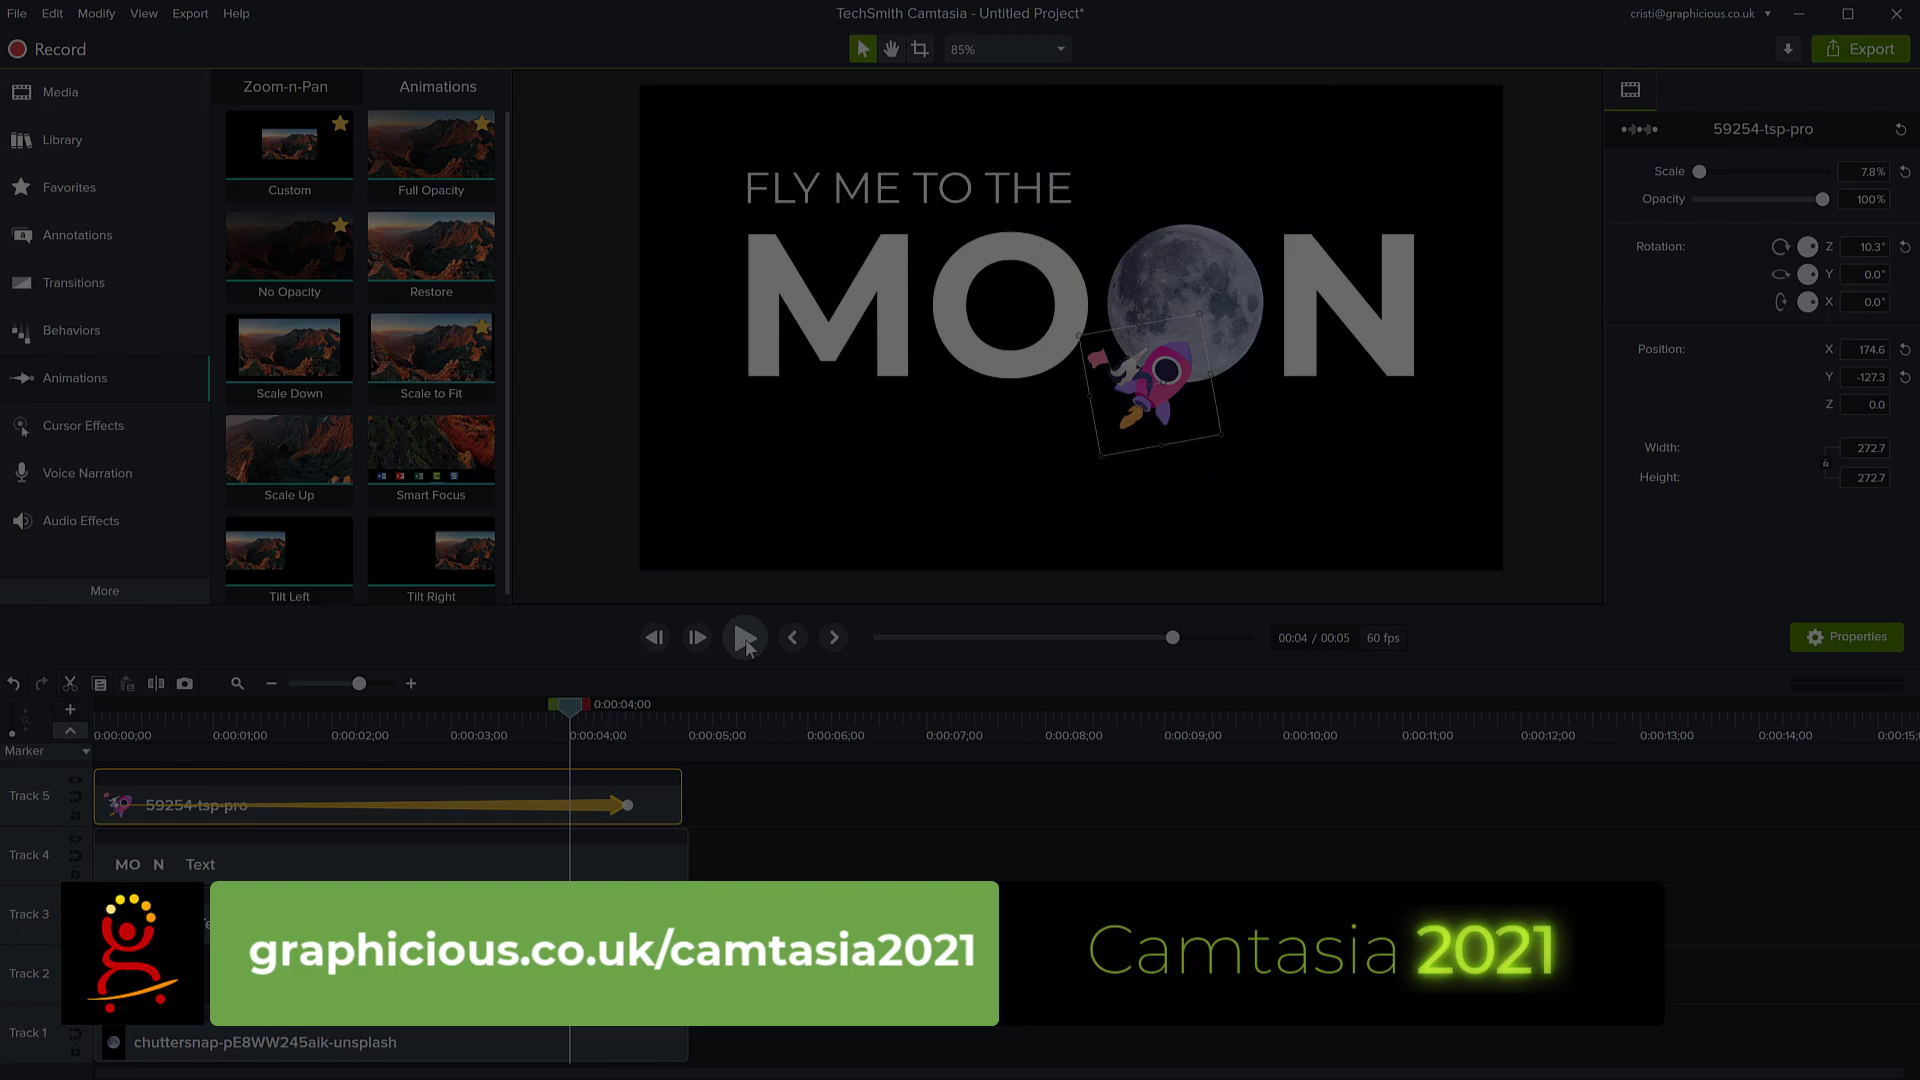 File Edit Modify View Export Help
TechSmith Camtasia - Untitled Project*
cristi@graphicious.co.uk
Record
85%
Export
Media
Library
Favorites
Annotations
Transitions
Behaviors
Animations
Cursor Effects
Voice Narration
Audio Effects
More
Zoom-n-Pan Animations
Custom Full Opacity
No Opacity Restore
Scale Down Scale to Fit
Scale Up Smart Focus
Tilt Left Tilt Right
FLY ME TO THE
MO N
59254-tsp-pro
Scale 7.8%
Opacity 100%
Rotation: Z 10.3°
Y 0.0°
X 0.0°
Position: X 174.6
Y -127.3
Z 0.0
Width: 272.7
Height: 272.7
00:04 / 00:05 60 fps
Properties
0:00:04;00
0:00:00;00 0:00:01;00 0:00:02;00 0:00:03;00 0:00:04;00 0:00:05;00 0:00:06;00 0:00:07;00 0:00:08;00 0:00:09;00 0:00:10;00 0:00:11;00 0:00:12;00 0:00:13;00 0:00:14;00 0:00:15;
Marker
Track 5
59254-tsp-pro
Track 4
MO N Text
Track 3
graphicious.co.uk/camtasia2021
Camtasia 2021
Track 2
Track 1
chuttersnap-pE8WW245aik-unsplash